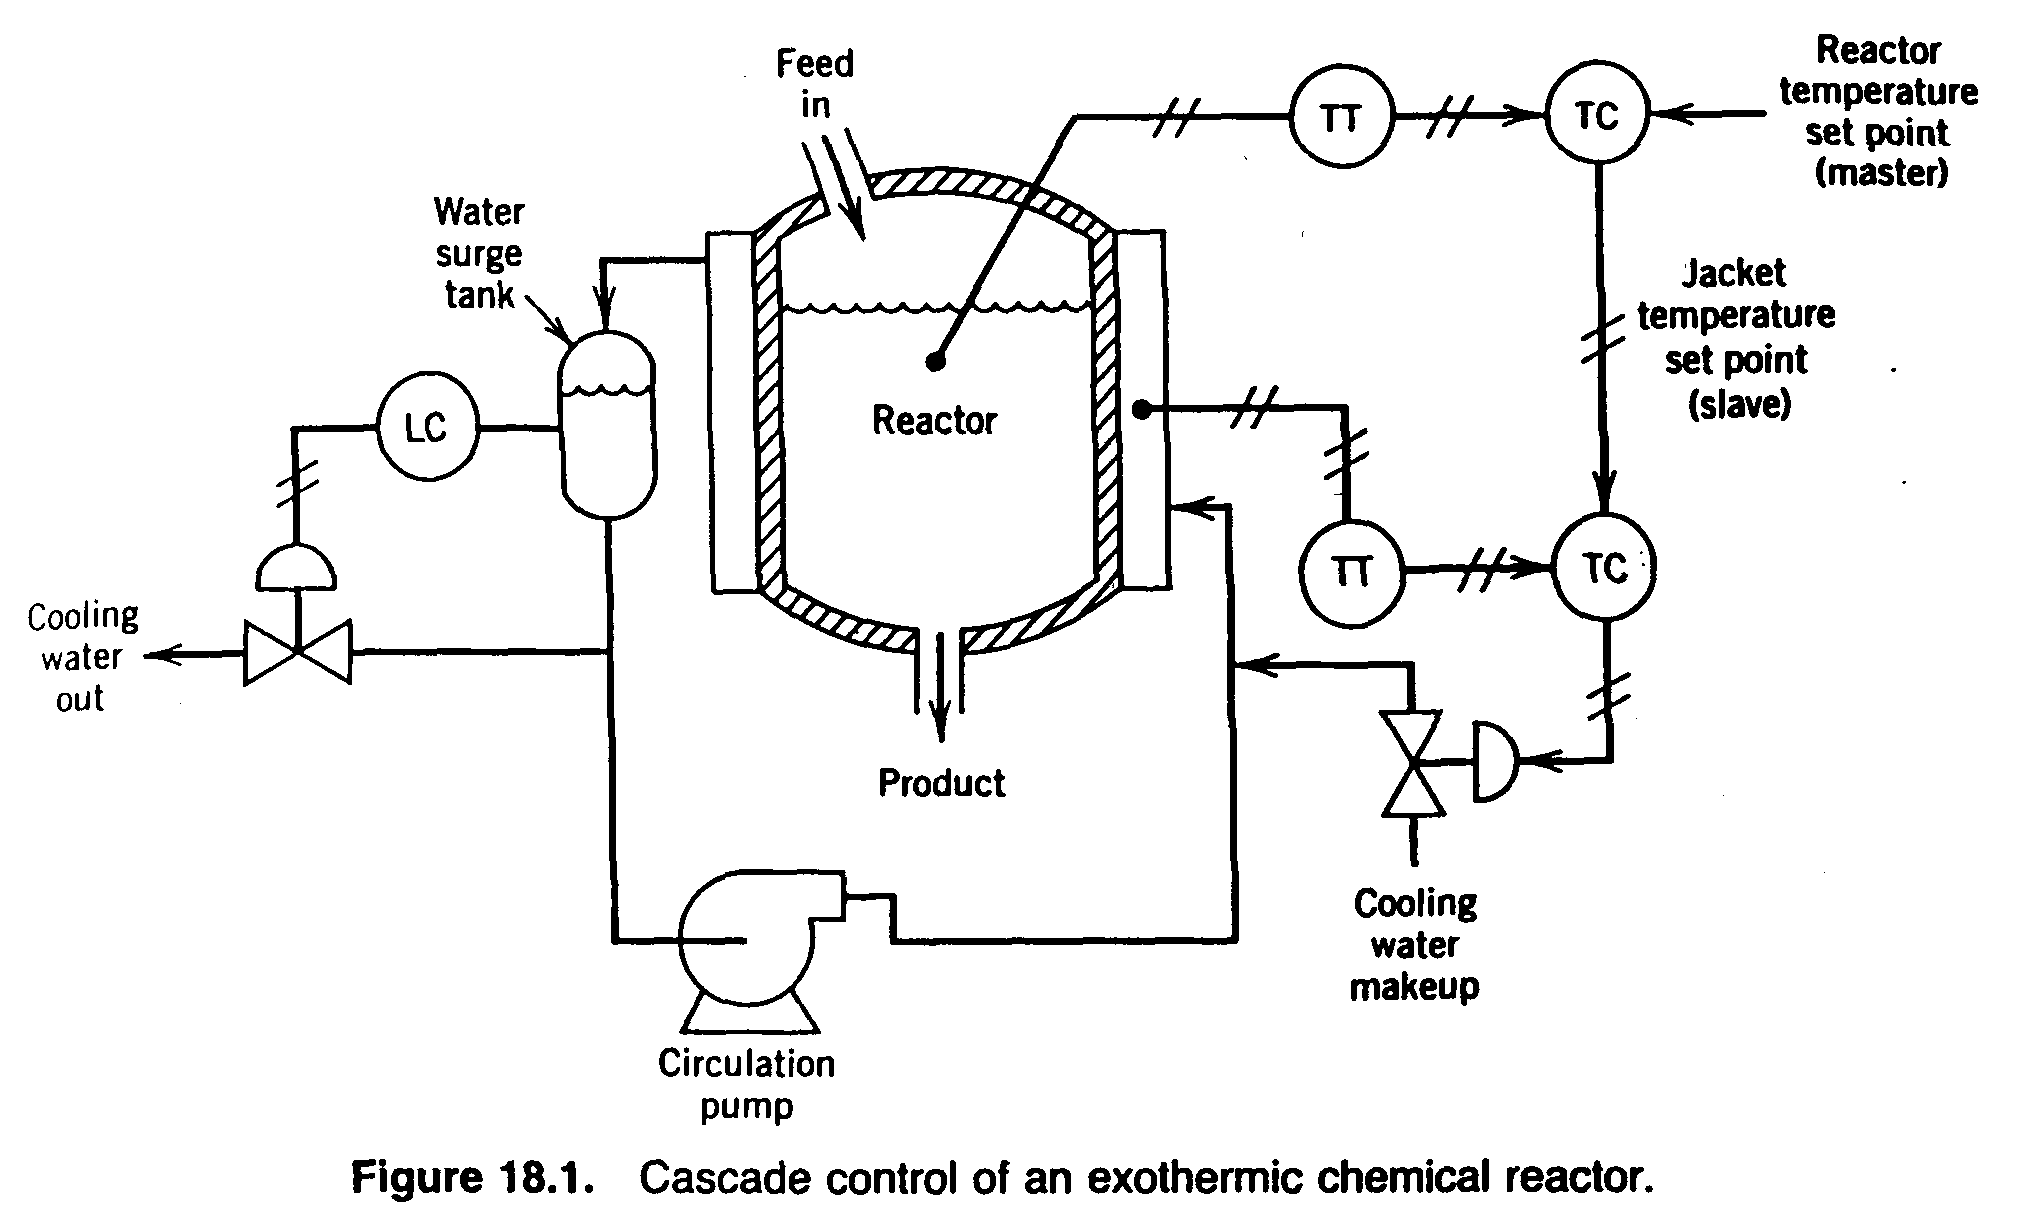 Feed
in
TT
TC
Reactor
temperature
set point
(master)
Water
surge
tank
Jacket
temperature
set point
(slave)
LC
Reactor
TT
TC
Cooling
water
out
Product
Cooling
water
makeup
Circulation
pump
Figure 18.1. Cascade control of an exothermic chemical reactor.